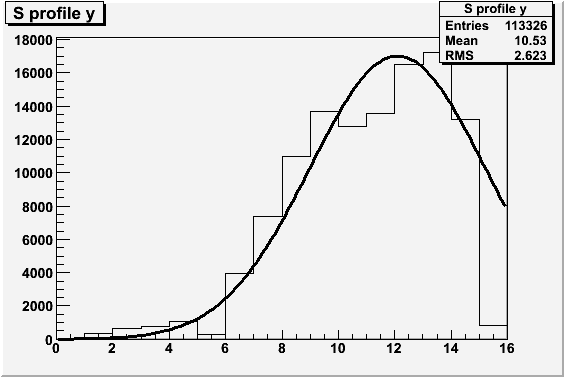 S profile y
S profile y
Entries 113326
Mean 10.53
RMS 2.623
18000
16000
14000
12000
10000
8000
6000
4000
2000
0
0 2 4 6 8 10 12 14 16